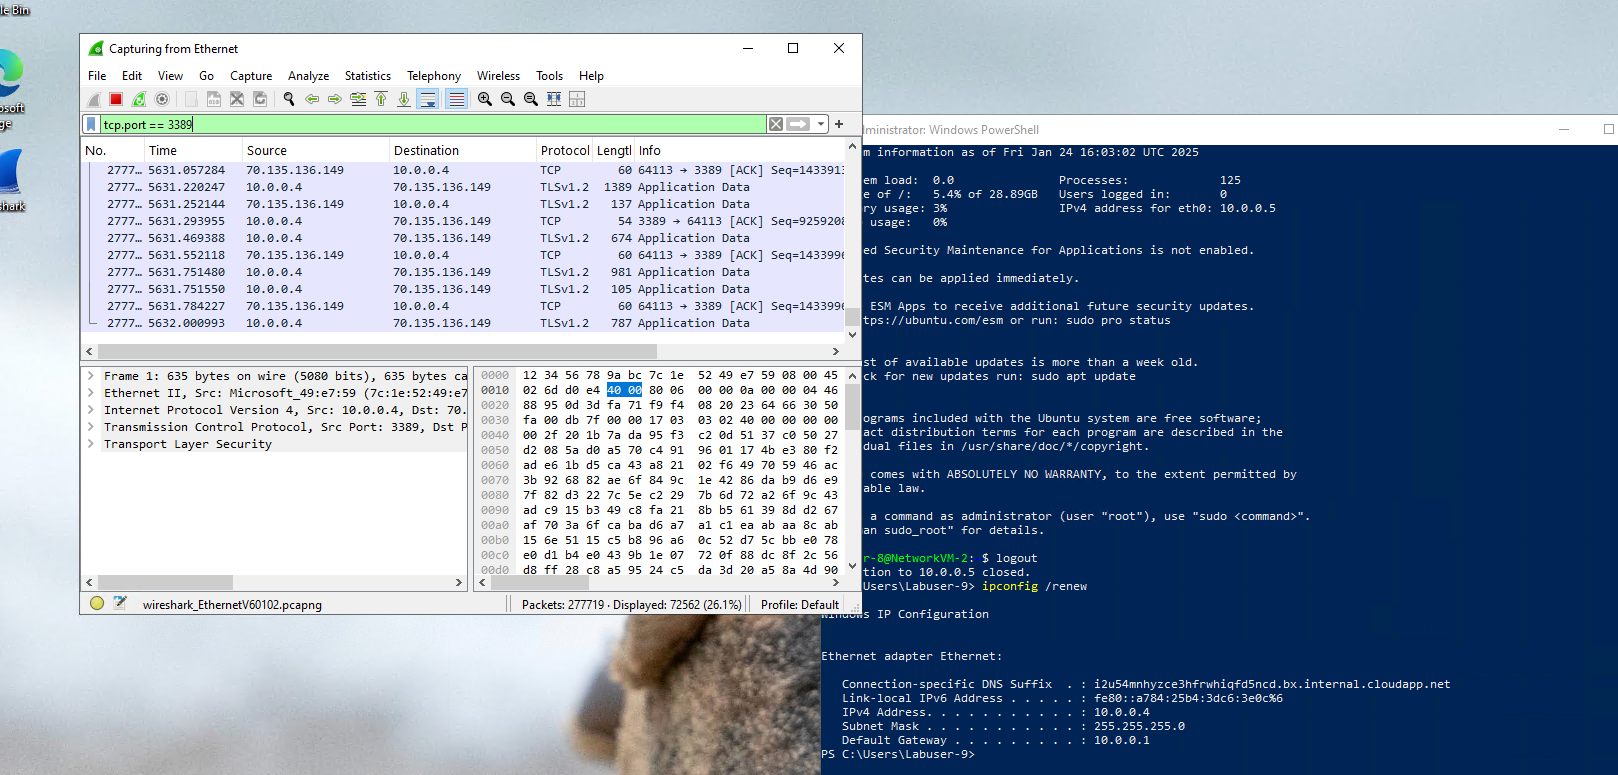 le Bin
osoft
ge
shark
Capturing from Ethernet
File Edit View Go Capture Analyze Statistics Telephony Wireless Tools Help
tcp.port == 3389
No. Time Source Destination Protocol Lengtl Info
2777… 5631.057284 70.135.136.149 10.0.0.4 TCP 60 64113 → 3389 [ACK] Seq=1433913
2777… 5631.220247 10.0.0.4 70.135.136.149 TLSv1.2 1389 Application Data
2777… 5631.252144 70.135.136.149 10.0.0.4 TLSv1.2 137 Application Data
2777… 5631.293955 10.0.0.4 70.135.136.149 TCP 54 3389 → 64113 [ACK] Seq=9259208
2777… 5631.469388 10.0.0.4 70.135.136.149 TLSv1.2 674 Application Data
2777… 5631.552118 70.135.136.149 10.0.0.4 TCP 60 64113 → 3389 [ACK] Seq=1433996
2777… 5631.751480 10.0.0.4 70.135.136.149 TLSv1.2 981 Application Data
2777… 5631.751550 10.0.0.4 70.135.136.149 TLSv1.2 105 Application Data
2777… 5631.784227 70.135.136.149 10.0.0.4 TCP 60 64113 → 3389 [ACK] Seq=1433996
2777… 5632.000993 10.0.0.4 70.135.136.149 TLSv1.2 787 Application Data
Frame 1: 635 bytes on wire (5080 bits), 635 bytes ca
Ethernet II, Src: Microsoft_49:e7:59 (7c:1e:52:49:e7
Internet Protocol Version 4, Src: 10.0.0.4, Dst: 70.
Transmission Control Protocol, Src Port: 3389, Dst P
Transport Layer Security
0000 12 34 56 78 9a bc 7c 1e 52 49 e7 59 08 00 45
0010 02 6d d0 e4 40 00 80 06 00 00 0a 00 00 04 46
0020 88 95 0d 3d fa 71 f9 f4 08 20 23 64 66 30 50
0030 fa 00 db 7f 00 00 17 03 03 02 40 00 00 00 00
0040 00 2f 20 1b 7a da 95 f3 c2 0d 51 37 c0 50 27
0050 d2 08 5a d0 a5 70 c4 91 96 01 17 4b e3 80 f2
0060 ad e6 1b d5 ca 43 a8 21 02 f6 49 70 59 46 ac
0070 3b 92 68 82 ae 6f 84 9c 1e 42 86 da b9 d6 e9
0080 7f 82 d3 22 7c 5e c2 29 7b 6d 72 a2 6f 9c 43
0090 ad c9 15 b3 49 c8 fa 21 8b b5 61 39 8d d2 67
00a0 af 70 3a 6f ca ba d6 a7 a1 c1 ea ab aa 8c ab
00b0 15 6e 51 15 c5 b8 96 a6 0c 52 d7 5c bb e0 78
00c0 e0 d1 b4 e0 43 9b 1e 07 72 0f 88 dc 8f 2c 56
00d0 d8 ff 28 c8 a5 95 24 c5 da 3d 20 a5 8a 4d 90
wireshark_EthernetV60102.pcapng Packets: 277719 · Displayed: 72562 (26.1%) Profile: Default
ministrator: Windows PowerShell
m information as of Fri Jan 24 16:03:02 UTC 2025
em load: 0.0 Processes: 125
e of /: 5.4% of 28.89GB Users logged in: 0
ry usage: 3% IPv4 address for eth0: 10.0.0.5
usage: 0%
ed Security Maintenance for Applications is not enabled.
tes can be applied immediately.
ESM Apps to receive additional future security updates.
tps://ubuntu.com/esm or run: sudo pro status
st of available updates is more than a week old.
ck for new updates run: sudo apt update
ograms included with the Ubuntu system are free software;
act distribution terms for each program are described in the
dual files in /usr/share/doc/*/copyright.
comes with ABSOLUTELY NO WARRANTY, to the extent permitted by
able law.
a command as administrator (user "root"), use "sudo <command>".
an sudo_root" for details.
r-8@NetworkVM-2: $ logout
tion to 10.0.0.5 closed.
Users\Labuser-9> ipconfig /renew
Windows IP Configuration
Ethernet adapter Ethernet:
Connection-specific DNS Suffix . : i2u54mnhyzce3hfrwhiqfd5ncd.bx.internal.cloudapp.net
Link-local IPv6 Address . . . . . : fe80::a784:25b4:3dc6:3e0c%6
IPv4 Address. . . . . . . . . . . : 10.0.0.4
Subnet Mask . . . . . . . . . . . : 255.255.255.0
Default Gateway . . . . . . . . . : 10.0.0.1
PS C:\Users\Labuser-9>